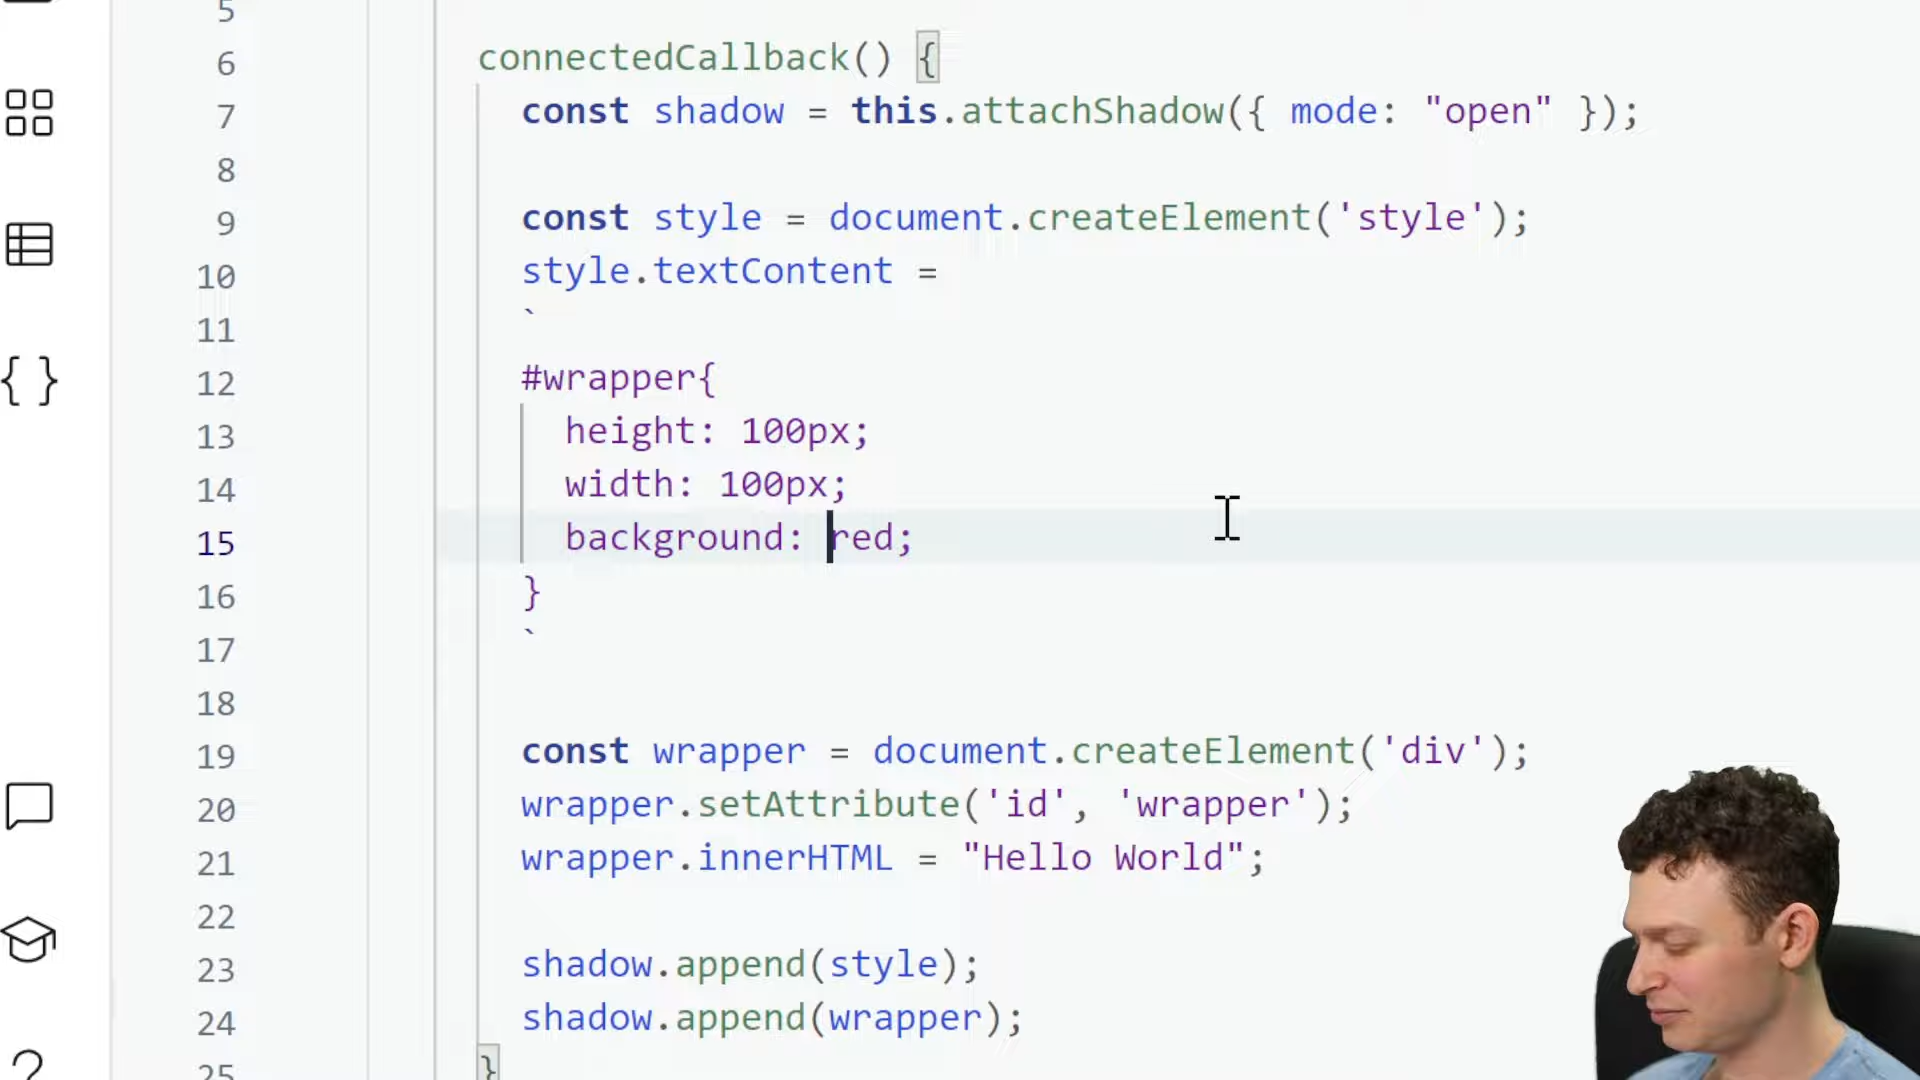 5
6 connectedCallback() {
7 const shadow = this.attachShadow({ mode: "open" });
8
9 const style = document.createElement('style');
10 style.textContent =
11 `
12 #wrapper{
13 height: 100px;
14 width: 100px;
15 background: red;
16 }
17 `
18
19 const wrapper = document.createElement('div');
20 wrapper.setAttribute('id', 'wrapper');
21 wrapper.innerHTML = "Hello World";
22
23 shadow.append(style);
24 shadow.append(wrapper);
25 }